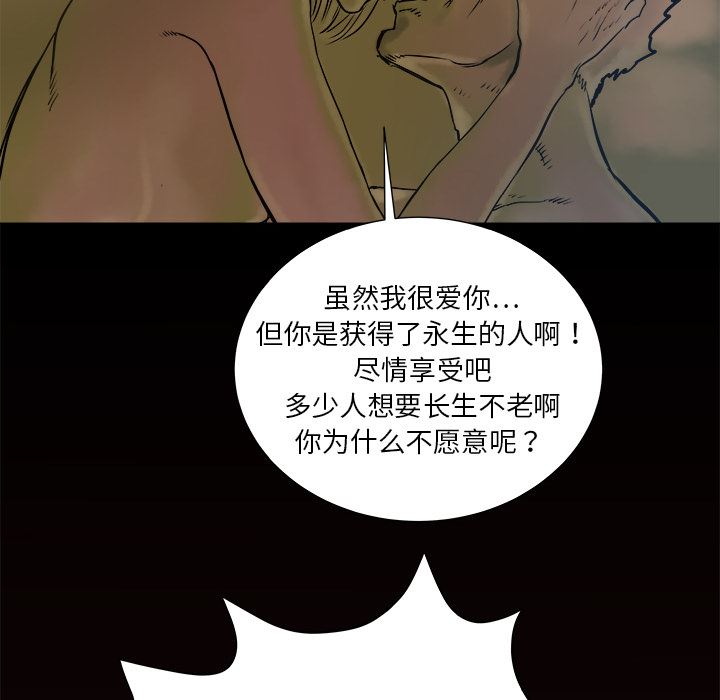 虽然我很爱你...
但你是获得了永生的人啊！
尽情享受吧
多少人想要长生不老啊
你为什么不愿意呢？